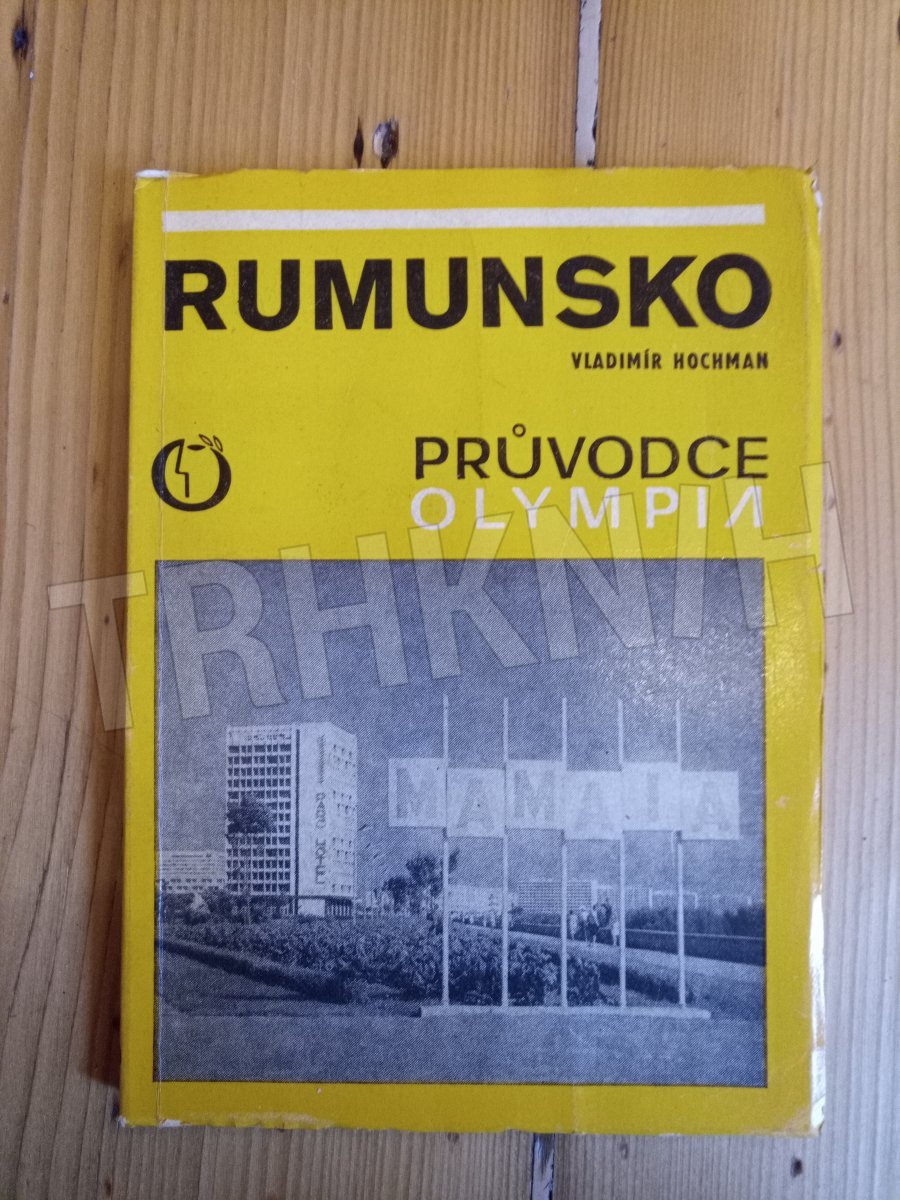 RUMUNSKO
VLADIMÍR HOCHMAN
PRŮVODCE
OLYMPIA
TRHKNIH
MAMAIA